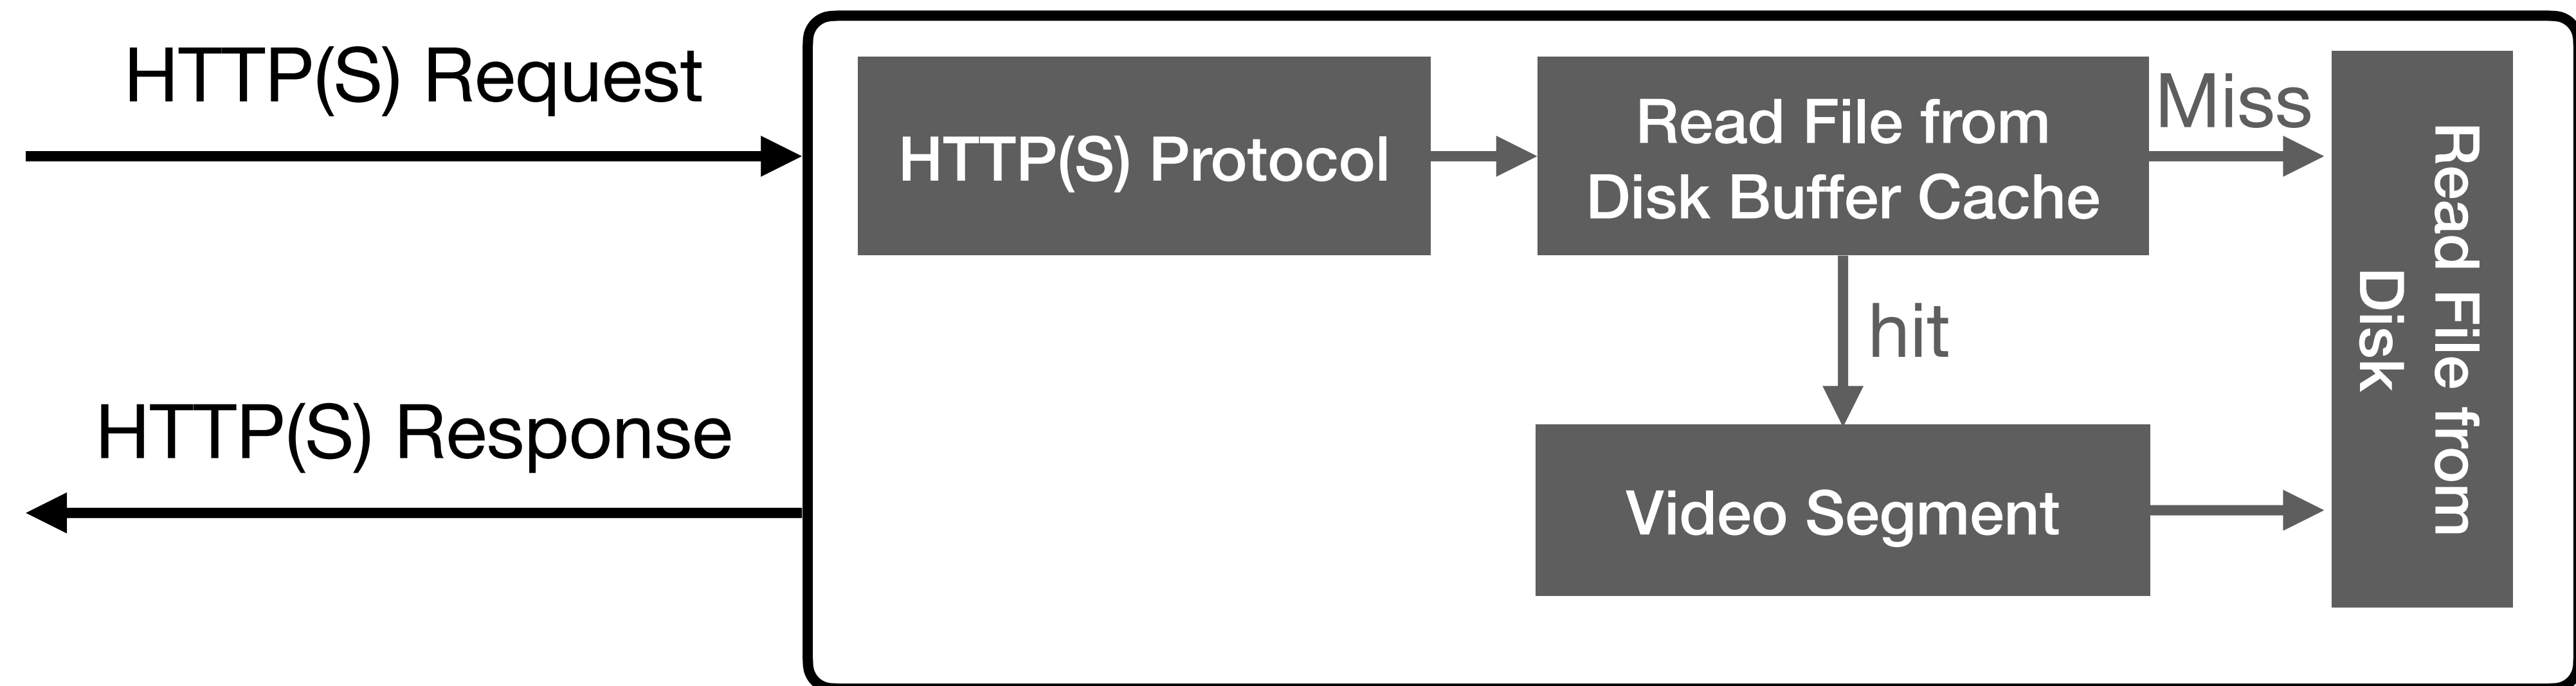 HTTP(S) Request
HTTP(S) Protocol
Read File from
Disk Buffer Cache
Miss
Read File from
Disk
hit
HTTP(S) Response
Video Segment